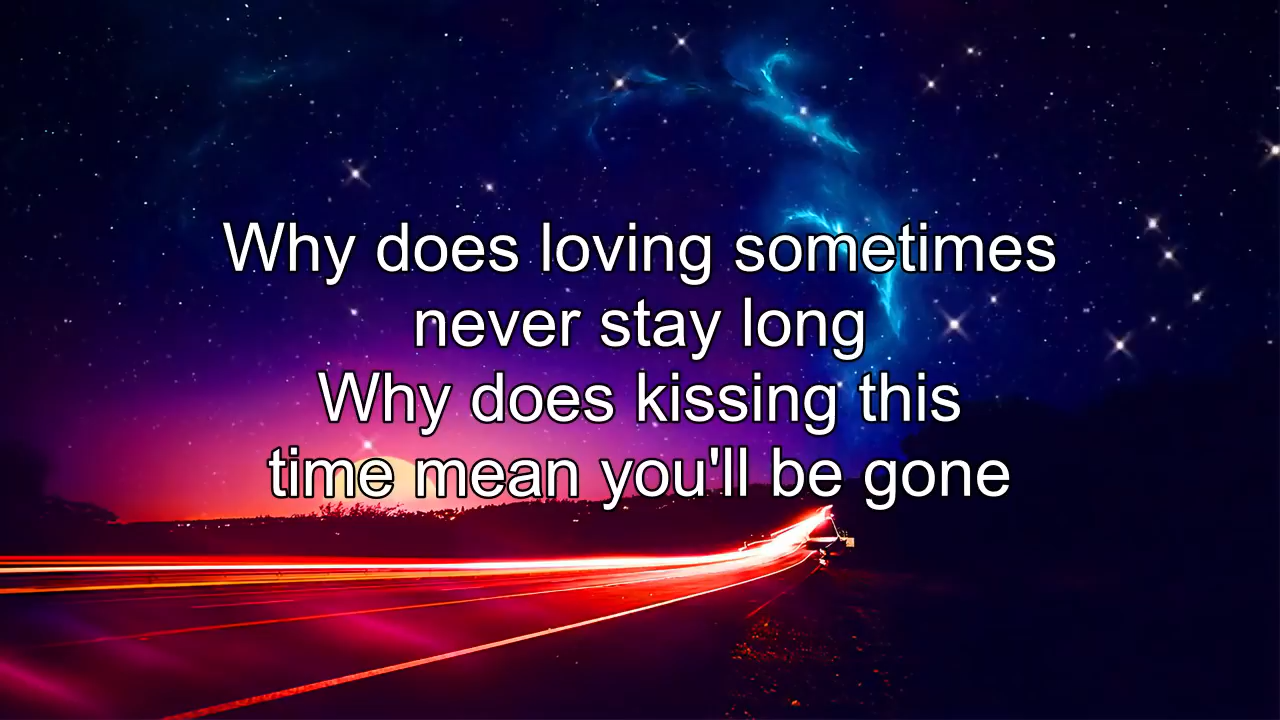 Why does loving sometimes
never stay long
Why does kissing this
time mean you'll be gone